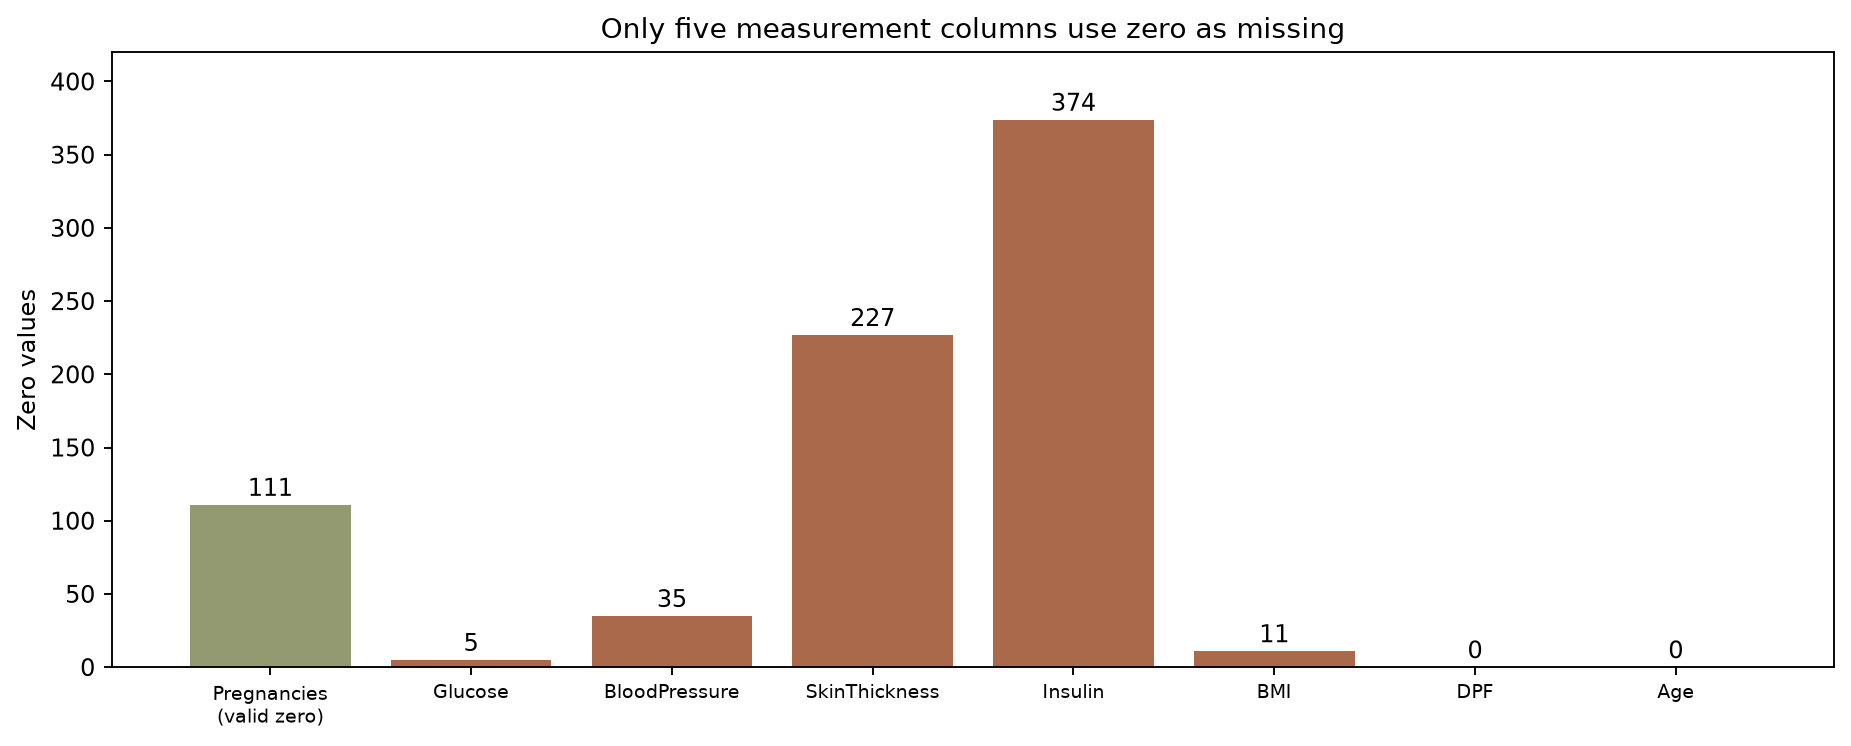 Only five measurement columns use zero as missing
Zero values
400
350
300
250
200
150
100
50
0
111
5
35
227
374
11
0
0
Pregnancies
(valid zero)
Glucose
BloodPressure
SkinThickness
Insulin
BMI
DPF
Age